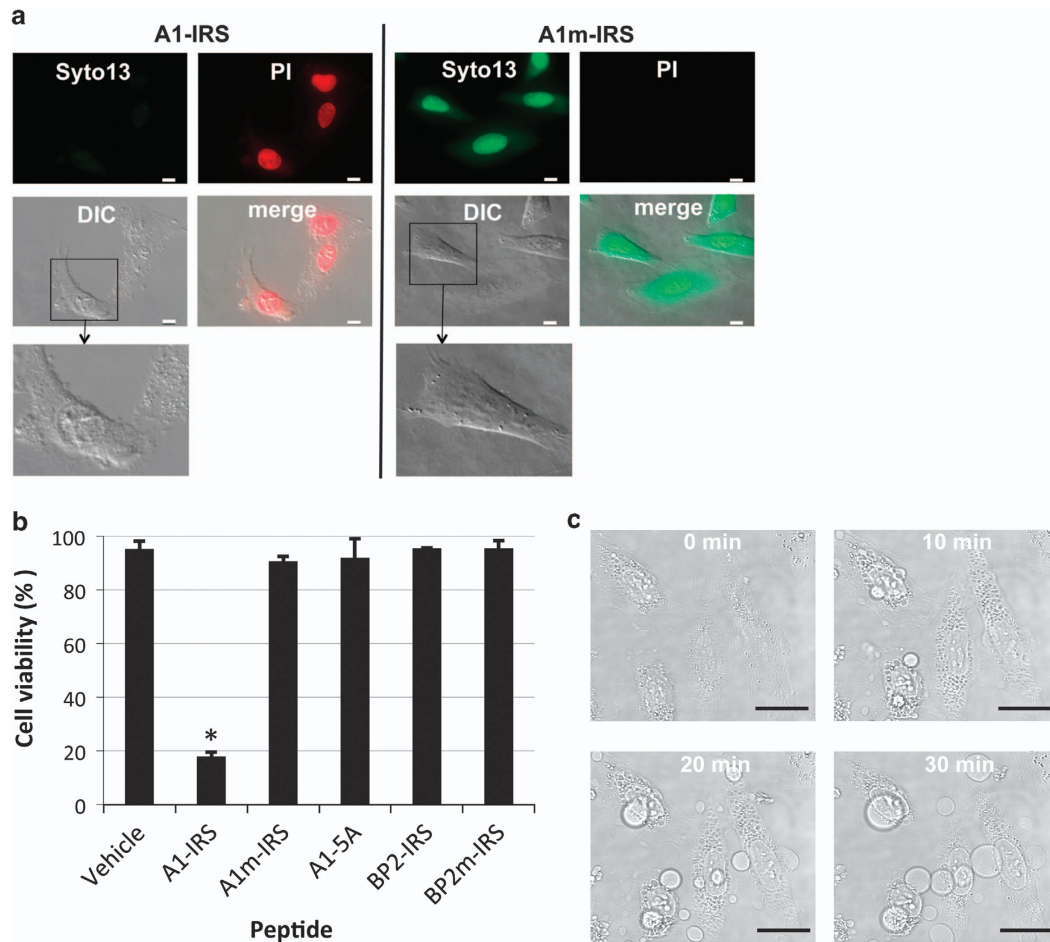 a
A1-IRS
A1m-IRS
Syto13
PI
Syto13
PI
DIC
merge
DIC
merge
b
Cell viability (%)
100
80
60
40
20
0
*
Vehicle
A1-IRS
A1m-IRS
A1-5A
BP2-IRS
BP2m-IRS
Peptide
c
0 min
10 min
20 min
30 min